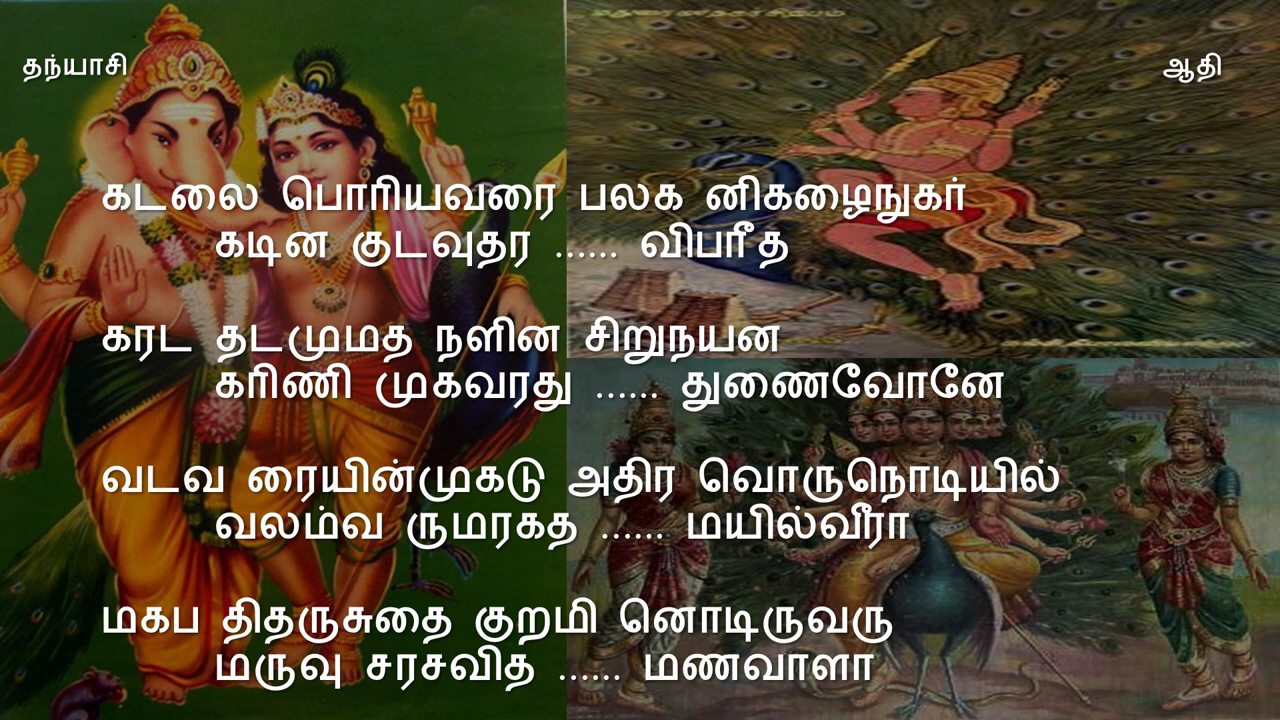 தந்யாசி
ஆதி
கடலை பொரியவரை பலக னிகழைநுகர்
கடின குடவுதர ...... விபரீத
கரட தடமுமத நளின சிறுநயன
கரிணி முகவரது ...... துணைவோனே
வடவ ரையின்முகடு அதிர வொருநொடியில்
வலம்வ ருமரகத ...... மயில்வீரா
மகப திதருசுதை குறமி னொடிருவரு
மருவு சரசவித ...... மணவாளா